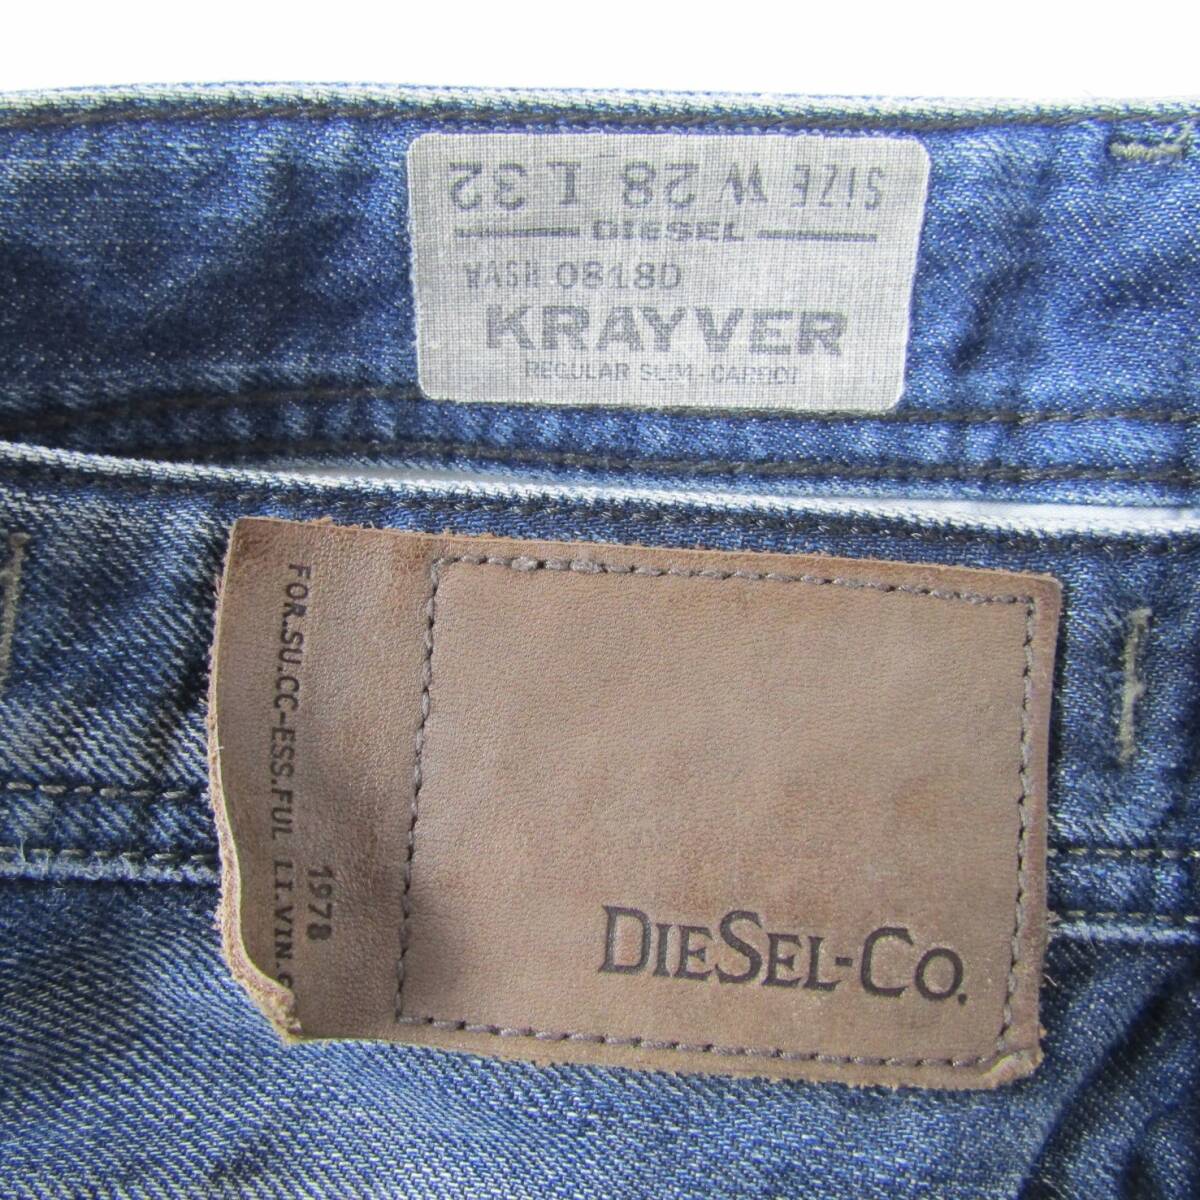 SIZE W 28 L 32
DIESEL
WASH 0818D
KRAYVER
REGULAR SLIM-CARROT
FOR.SU.CC-ESS.FUL LI.VIN.G
1978
DIESEL-CO.